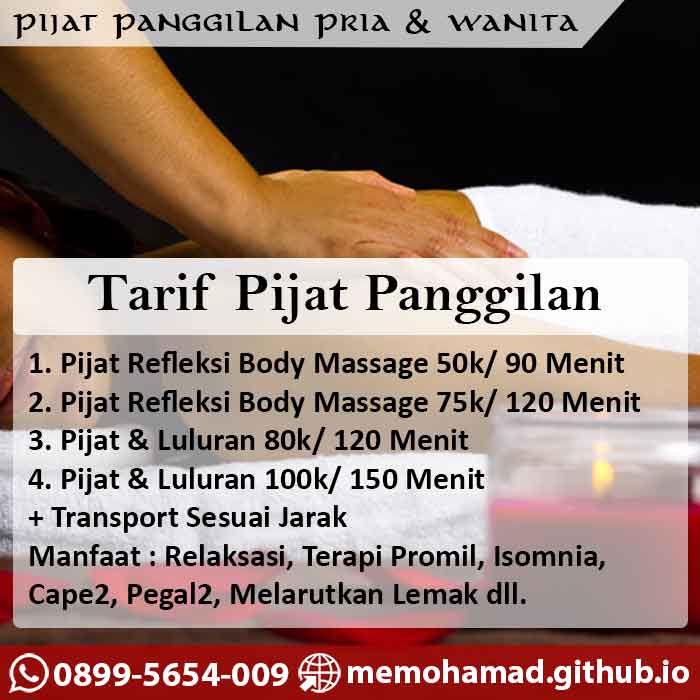 PIJAT PANGGILAN PRIA & WANITA
Tarif Pijat Panggilan
1. Pijat Refleksi Body Massage 50k/ 90 Menit
2. Pijat Refleksi Body Massage 75k/ 120 Menit
3. Pijat & Luluran 80k/ 120 Menit
4. Pijat & Luluran 100k/ 150 Menit
+ Transport Sesuai Jarak
Manfaat : Relaksasi, Terapi Promil, Isomnia,
Cape2, Pegal2, Melarutkan Lemak dll.
0899-5654-009 memohamad.github.io